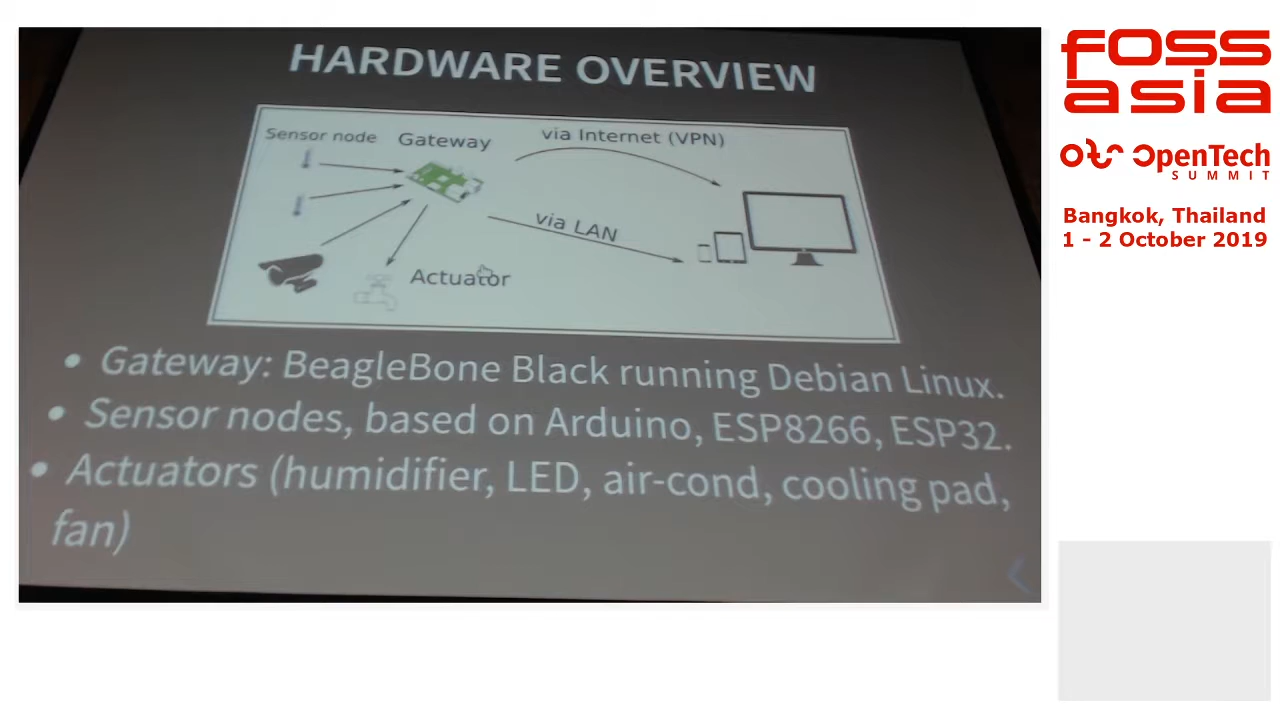 HARDWARE OVERVIEW
Sensor node
Gateway
via Internet (VPN)
via LAN
Actuator
• Gateway: BeagleBone Black running Debian Linux.
• Sensor nodes, based on Arduino, ESP8266, ESP32.
• Actuators (humidifier, LED, air-cond, cooling pad,
fan)
FOSS
asia
OpenTech
SUMMIT
Bangkok, Thailand
1 - 2 October 2019